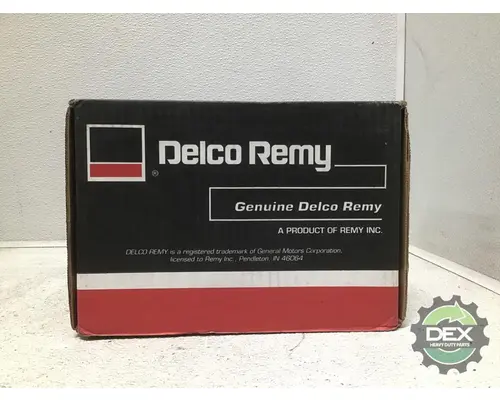 Delco Remy
®
Genuine Delco Remy
A PRODUCT OF REMY INC.
DELCO REMY is a registered trademark of General Motors Corporation,
licensed to Remy Inc., Pendleton, IN 46064
DEX
HEAVY DUTY PARTS